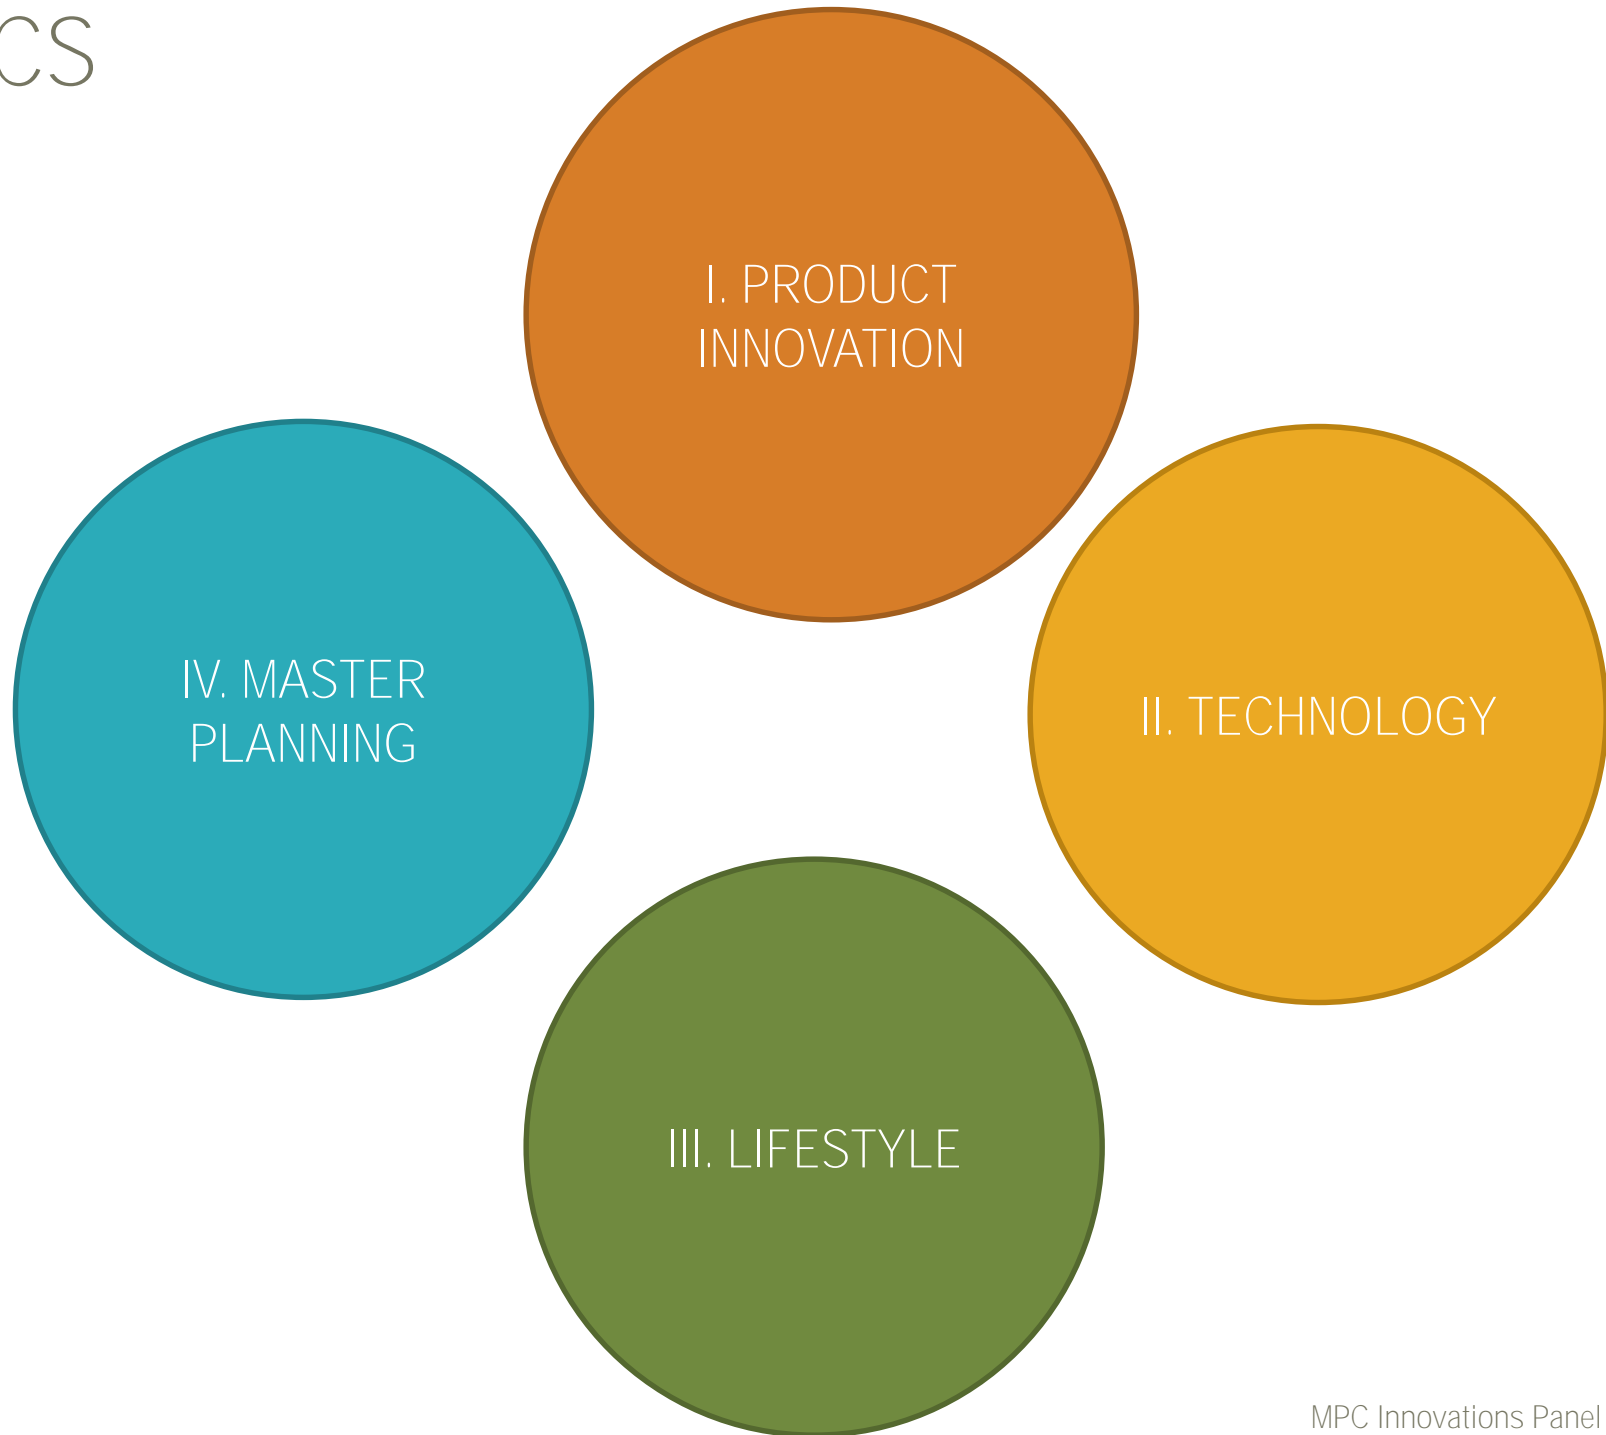 CS
I. PRODUCT
INNOVATION
IV. MASTER
PLANNING
II. TECHNOLOGY
III. LIFESTYLE
MPC Innovations Panel